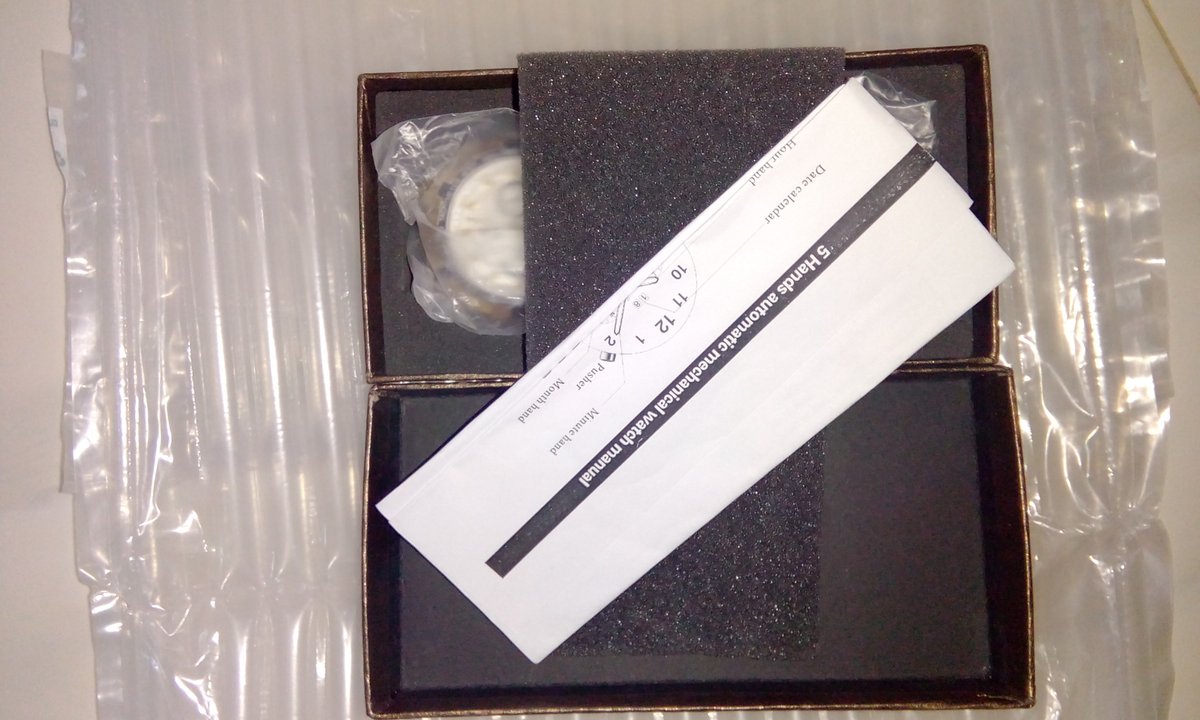 5 Hands automatic mechanical watch manual
Date calendar
Hour hand
10
11
12
1
2
Pusher
Month hand
Minute hand